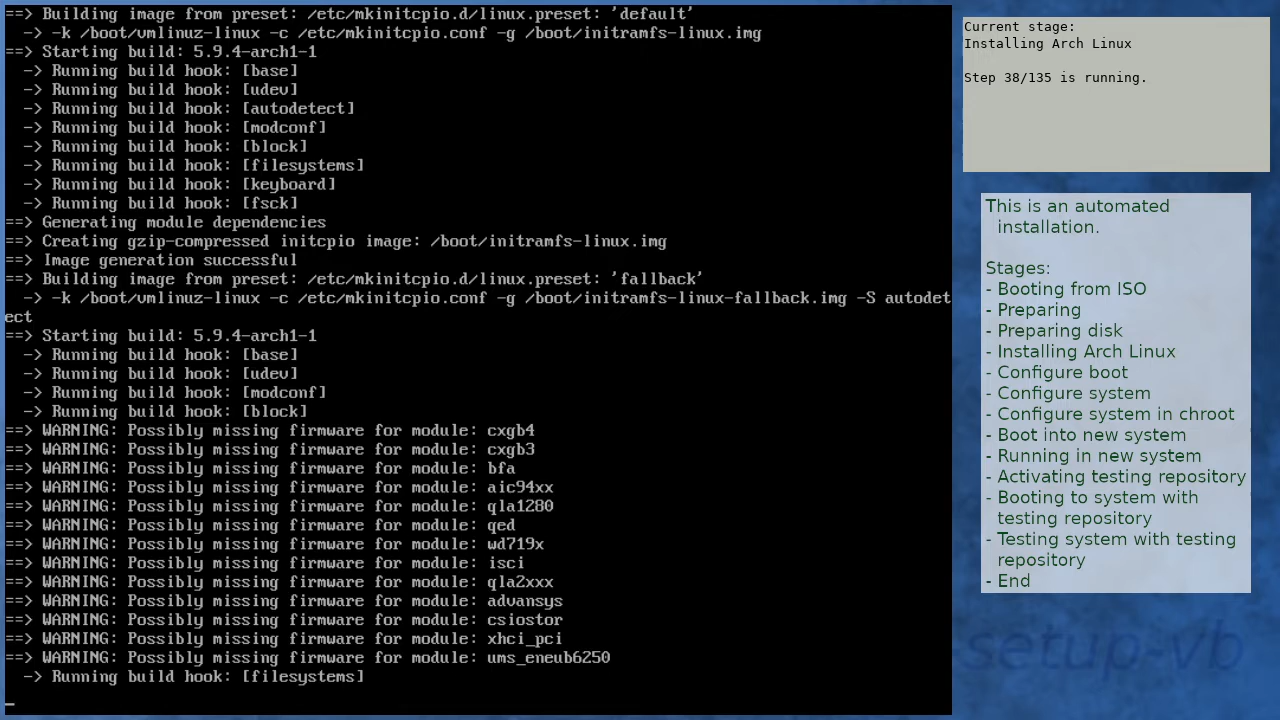 ==> Building image from preset: /etc/mkinitcpio.d/linux.preset: 'default'
  -> -k /boot/vmlinuz-linux -c /etc/mkinitcpio.conf -g /boot/initramfs-linux.img
==> Starting build: 5.9.4-arch1-1
  -> Running build hook: [base]
  -> Running build hook: [udev]
  -> Running build hook: [autodetect]
  -> Running build hook: [modconf]
  -> Running build hook: [block]
  -> Running build hook: [filesystems]
  -> Running build hook: [keyboard]
  -> Running build hook: [fsck]
==> Generating module dependencies
==> Creating gzip-compressed initcpio image: /boot/initramfs-linux.img
==> Image generation successful
==> Building image from preset: /etc/mkinitcpio.d/linux.preset: 'fallback'
  -> -k /boot/vmlinuz-linux -c /etc/mkinitcpio.conf -g /boot/initramfs-linux-fallback.img -S autodet
ect
==> Starting build: 5.9.4-arch1-1
  -> Running build hook: [base]
  -> Running build hook: [udev]
  -> Running build hook: [modconf]
  -> Running build hook: [block]
==> WARNING: Possibly missing firmware for module: cxgb4
==> WARNING: Possibly missing firmware for module: cxgb3
==> WARNING: Possibly missing firmware for module: bfa
==> WARNING: Possibly missing firmware for module: aic94xx
==> WARNING: Possibly missing firmware for module: qla1280
==> WARNING: Possibly missing firmware for module: qed
==> WARNING: Possibly missing firmware for module: wd719x
==> WARNING: Possibly missing firmware for module: isci
==> WARNING: Possibly missing firmware for module: qla2xxx
==> WARNING: Possibly missing firmware for module: advansys
==> WARNING: Possibly missing firmware for module: csiostor
==> WARNING: Possibly missing firmware for module: xhci_pci
==> WARNING: Possibly missing firmware for module: ums_eneub6250
  -> Running build hook: [filesystems]
Current stage:
Installing Arch Linux
Step 38/135 is running.
This is an automated
installation.
Stages:
- Booting from ISO
- Preparing
- Preparing disk
- Installing Arch Linux
- Configure boot
- Configure system
- Configure system in chroot
- Boot into new system
- Running in new system
- Activating testing repository
- Booting to system with
testing repository
- Testing system with testing
repository
- End
setup-vb